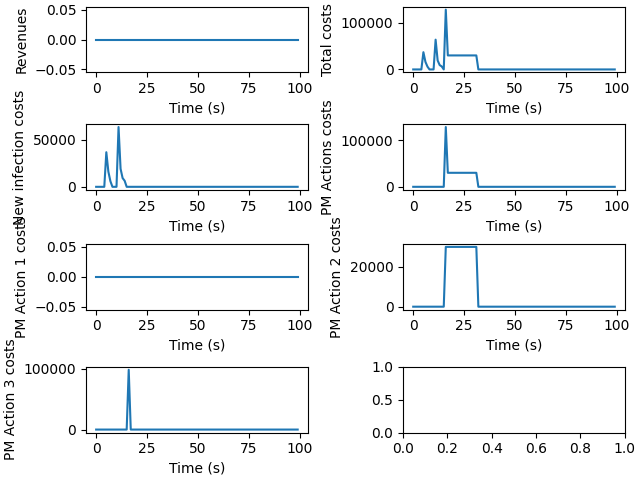 Revenues
0.05
0.00
−0.05
0 25 50 75 100
Time (s)
Total costs
100000
0
0 25 50 75 100
Time (s)
New infection costs
50000
0
0 25 50 75 100
Time (s)
PM Actions costs
100000
0
0 25 50 75 100
Time (s)
PM Action 1 costs
0.05
0.00
−0.05
0 25 50 75 100
Time (s)
PM Action 2 costs
20000
0
0 25 50 75 100
Time (s)
PM Action 3 costs
100000
0
0 25 50 75 100
Time (s)
1.0
0.5
0.0
0.0 0.2 0.4 0.6 0.8 1.0